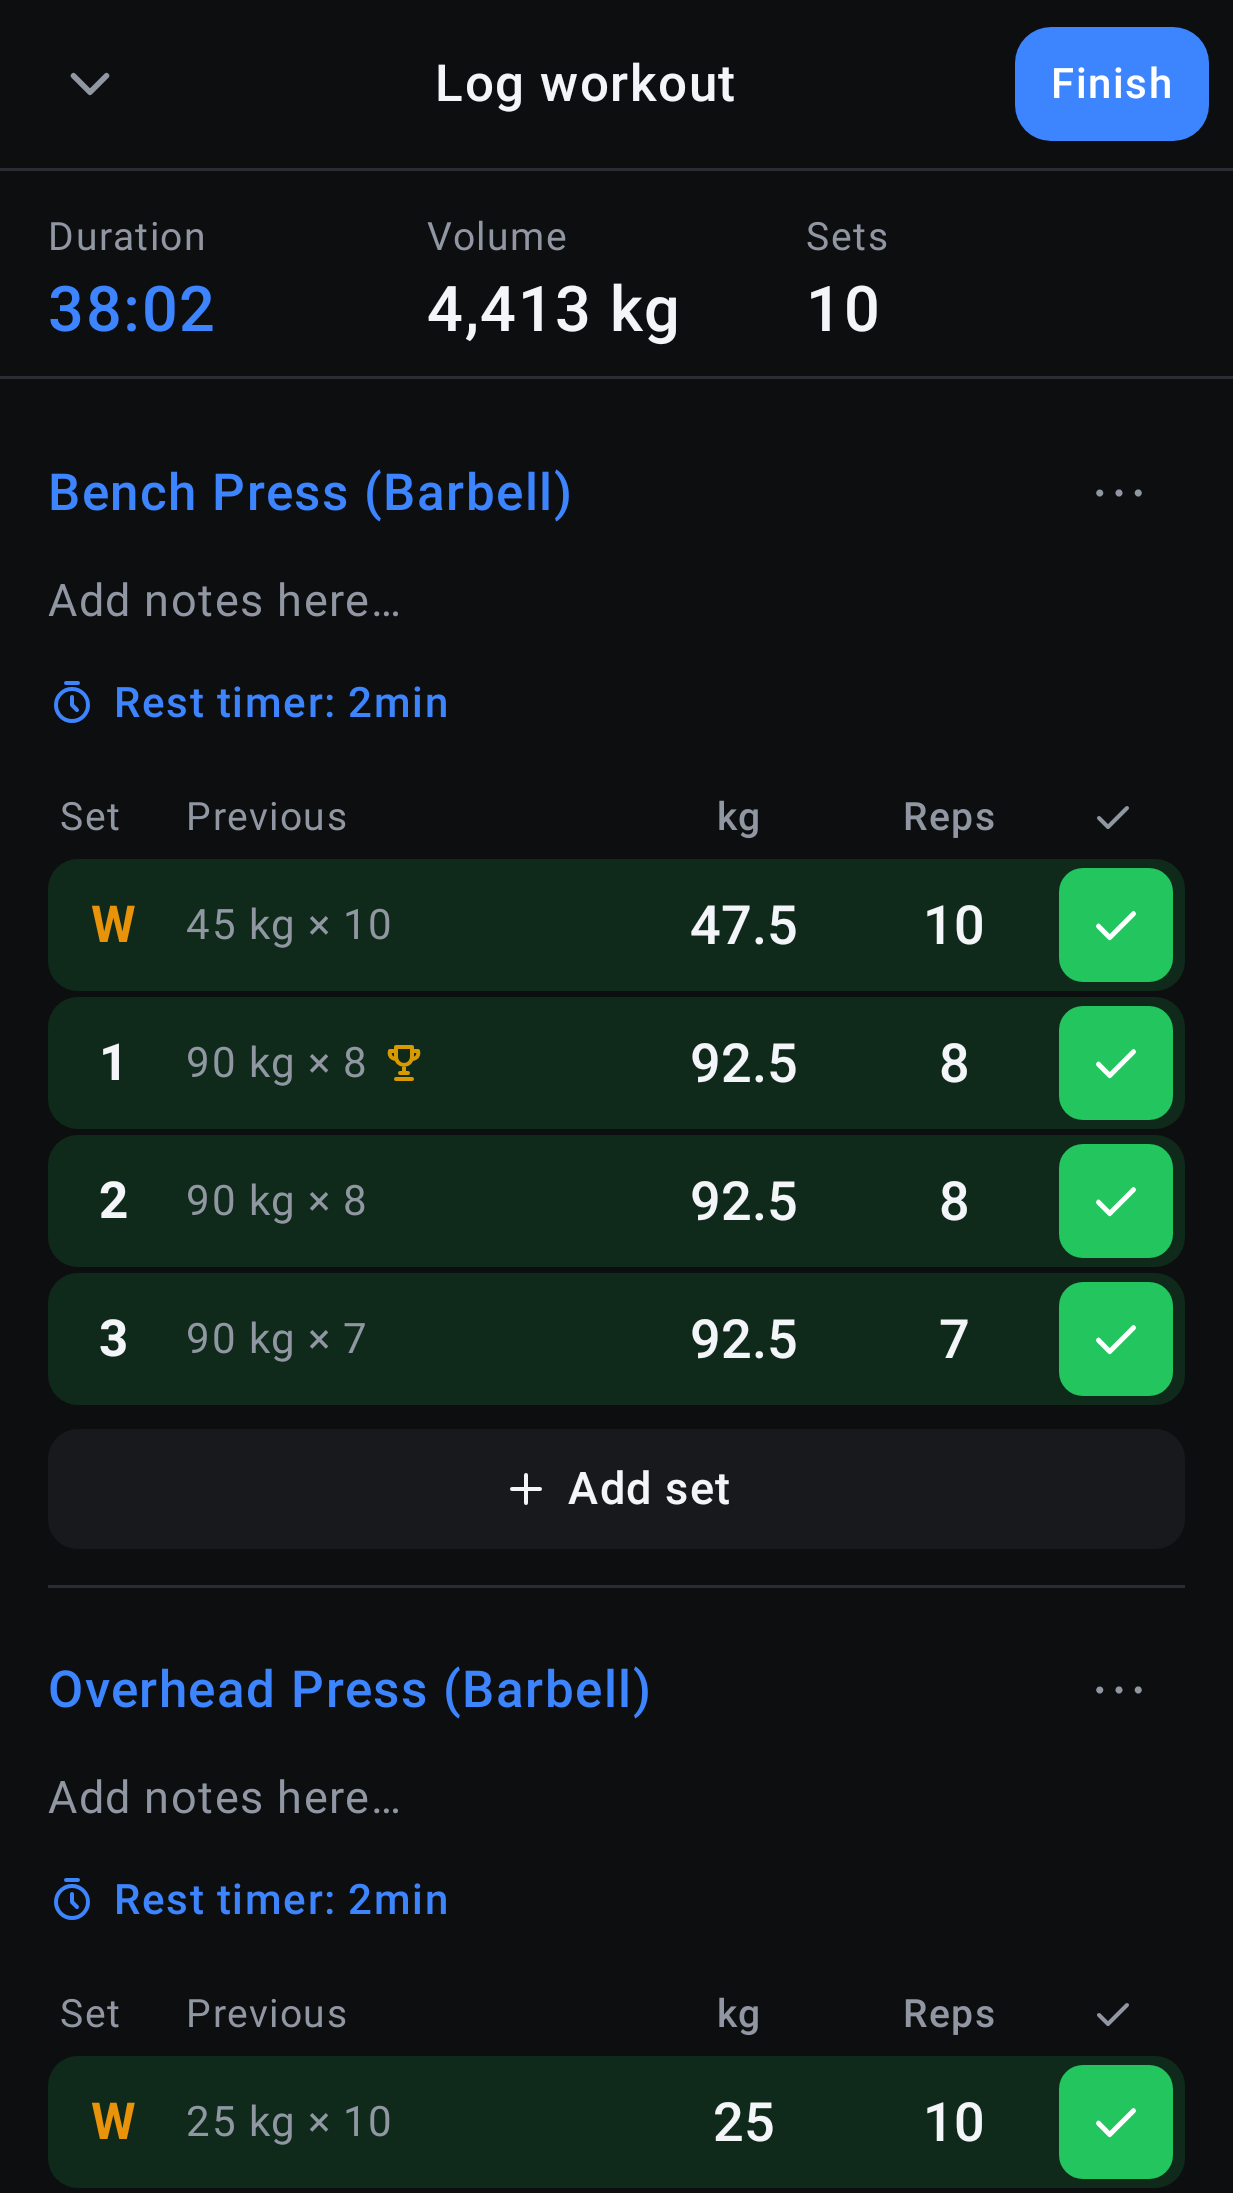 Log workout Finish
Duration Volume Sets
38:02 4,413 kg 10
Bench Press (Barbell)
Add notes here…
Rest timer: 2min
Set Previous kg Reps
W 45 kg × 10 47.5 10
1 90 kg × 8 92.5 8
2 90 kg × 8 92.5 8
3 90 kg × 7 92.5 7
Add set
Overhead Press (Barbell)
Add notes here…
Rest timer: 2min
Set Previous kg Reps
W 25 kg × 10 25 10